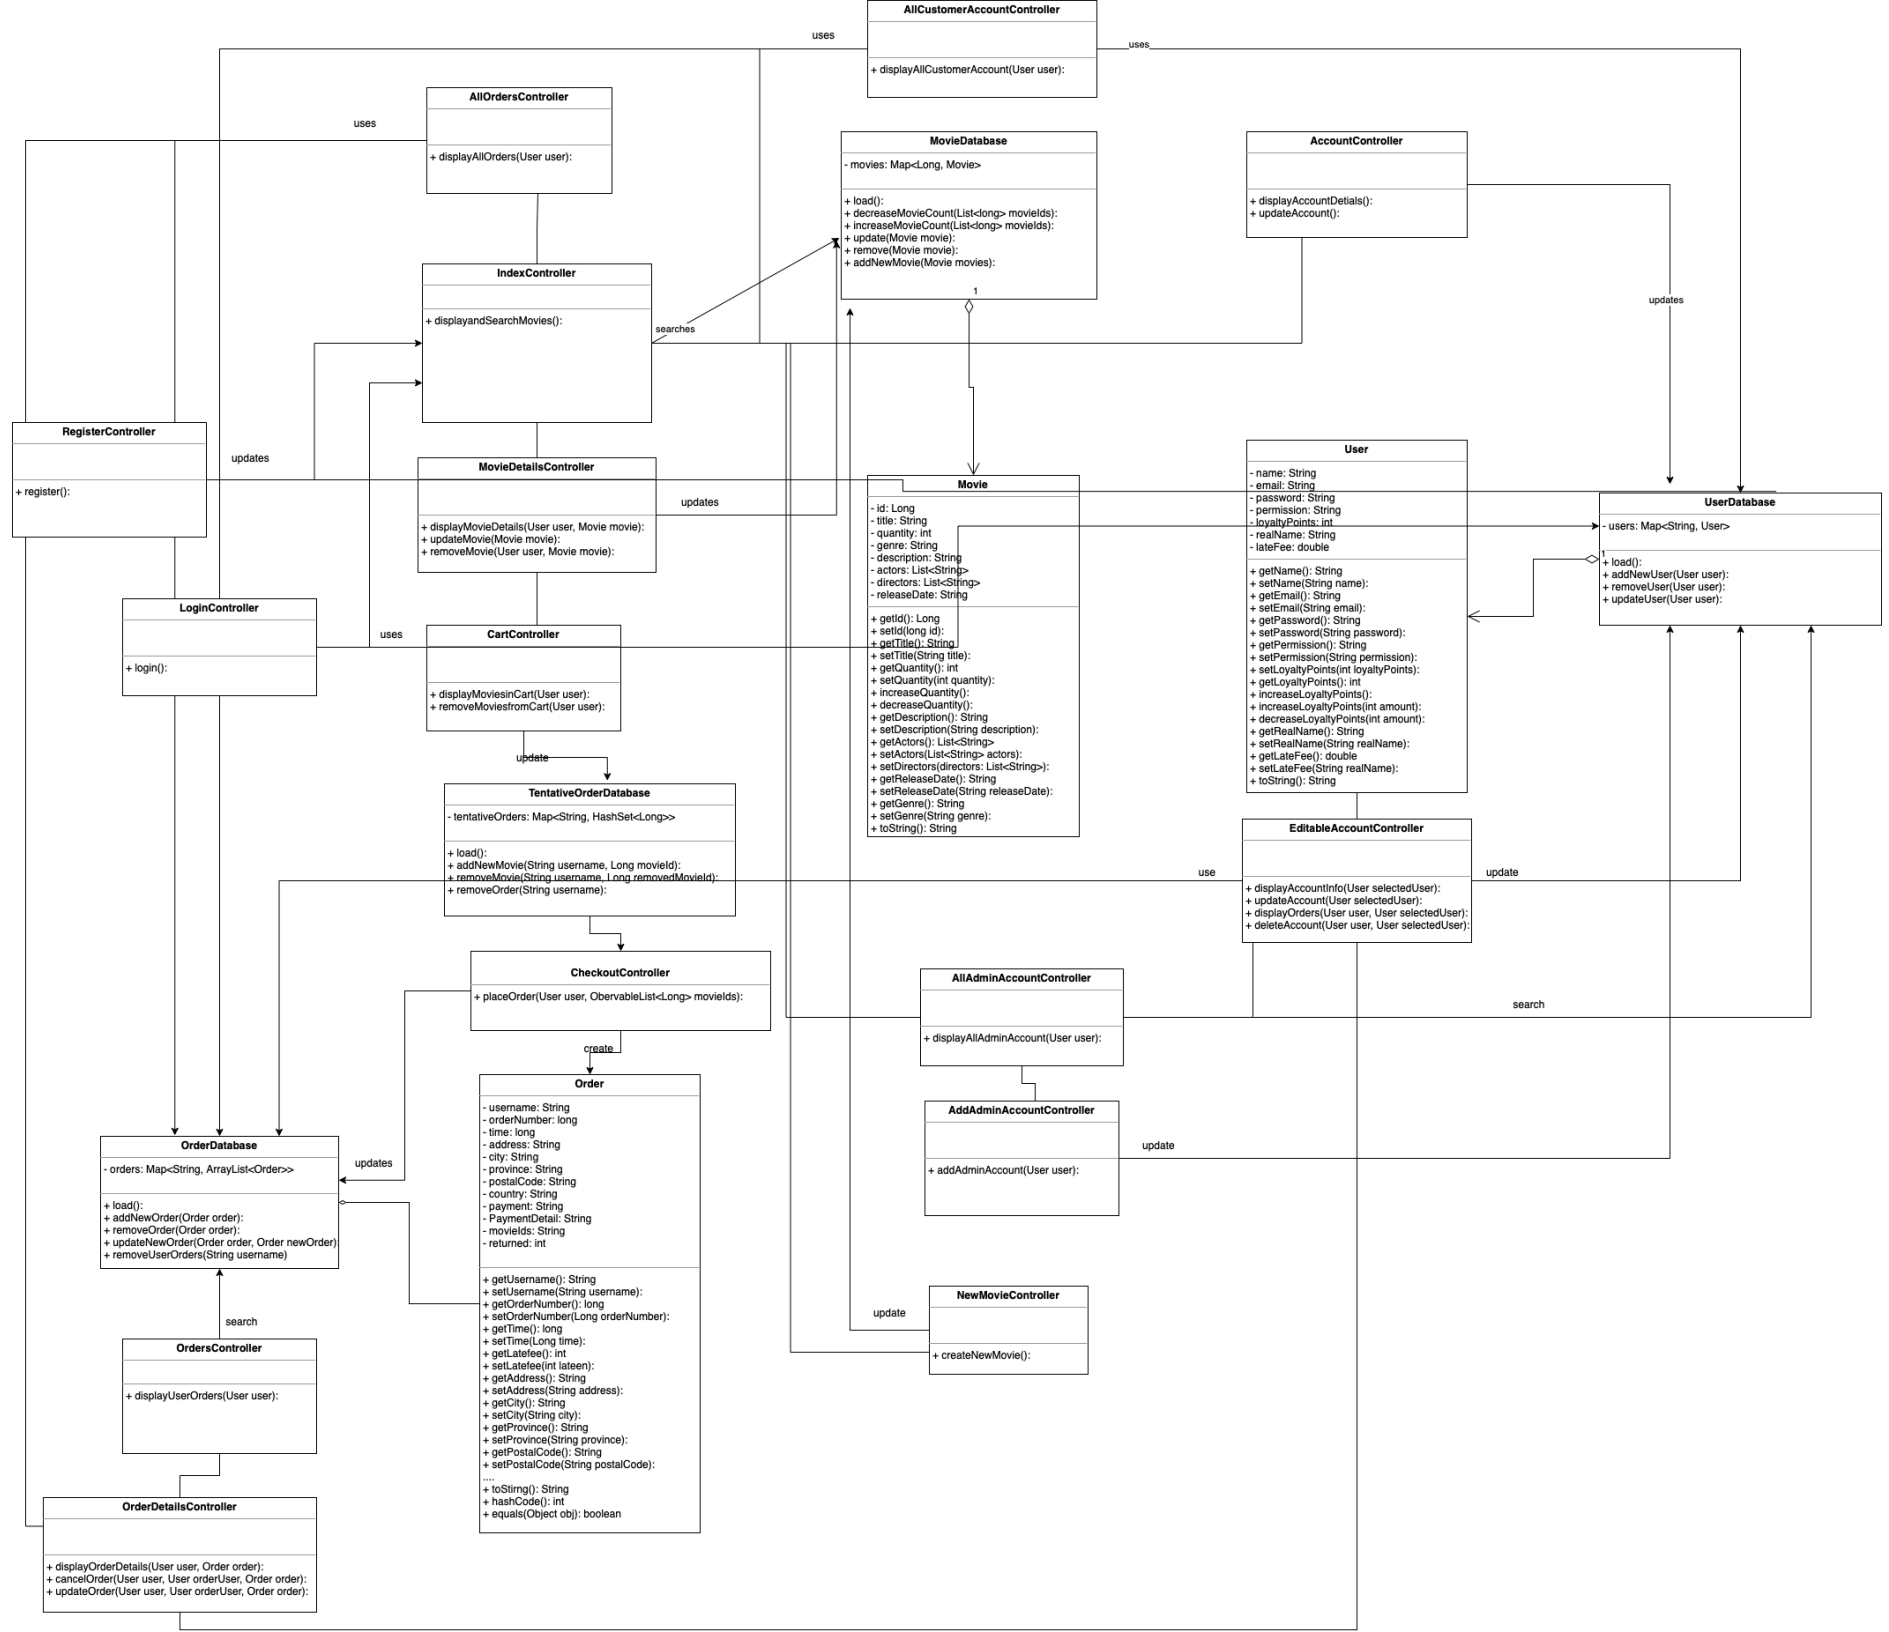 AllCustomerAccountController
+ displayAllCustomerAccount(User user):
uses
uses
AllOrdersController
+ displayAllOrders(User user):
uses
MovieDatabase
- movies: Map<Long, Movie>
+ load():
+ decreaseMovieCount(List<long> movieIds):
+ increaseMovieCount(List<long> movieIds):
+ update(Movie movie):
+ remove(Movie movie):
+ addNewMovie(Movie movies):
1
AccountController
+ displayAccountDetials():
+ updateAccount():
updates
IndexController
+ displayandSearchMovies():
searches
RegisterController
+ register():
updates
MovieDetailsController
+ displayMovieDetails(User user, Movie movie):
+ updateMovie(Movie movie):
+ removeMovie(User user, Movie movie):
updates
Movie
- id: Long
- title: String
- quantity: int
- genre: String
- description: String
- actors: List<String>
- directors: List<String>
- releaseDate: String
+ getId(): Long
+ setId(long id):
+ getTitle(): String
+ setTitle(String title):
+ getQuantity(): int
+ setQuantity(int quantity):
+ increaseQuantity():
+ decreaseQuantity():
+ getDescription(): String
+ setDescription(String description):
+ getActors(): List<String>
+ setActors(List<String> actors):
+ setDirectors(directors: List<String>):
+ getReleaseDate(): String
+ setReleaseDate(String releaseDate):
+ getGenre(): String
+ setGenre(String genre):
+ toString(): String
User
- name: String
- email: String
- password: String
- permission: String
- loyaltyPoints: int
- realName: String
- lateFee: double
+ getName(): String
+ setName(String name):
+ getEmail(): String
+ setEmail(String email):
+ getPassword(): String
+ setPassword(String password):
+ getPermission(): String
+ setPermission(String permission):
+ setLoyaltyPoints(int loyaltyPoints):
+ getLoyaltyPoints(): int
+ increaseLoyaltyPoints():
+ increaseLoyaltyPoints(int amount):
+ decreaseLoyaltyPoints(int amount):
+ getRealName(): String
+ setRealName(String realName):
+ getLateFee(): double
+ setLateFee(String realName):
+ toString(): String
UserDatabase
- users: Map<String, User>
1
+ load():
+ addNewUser(User user):
+ removeUser(User user):
+ updateUser(User user):
LoginController
+ login():
uses
CartController
+ displayMoviesinCart(User user):
+ removeMoviesfromCart(User user):
update
TentativeOrderDatabase
- tentativeOrders: Map<String, HashSet<Long>>
+ load():
+ addNewMovie(String username, Long movieId):
+ removeMovie(String username, Long removedMovieId):
+ removeOrder(String username):
EditableAccountController
+ displayAccountInfo(User selectedUser):
+ updateAccount(User selectedUser):
+ displayOrders(User user, User selectedUser):
+ deleteAccount(User user, User selectedUser):
use
update
CheckoutController
+ placeOrder(User user, ObervableList<Long> movieIds):
create
AllAdminAccountController
+ displayAllAdminAccount(User user):
search
AddAdminAccountController
+ addAdminAccount(User user):
update
Order
- username: String
- orderNumber: long
- time: long
- address: String
- city: String
- province: String
- postalCode: String
- country: String
- payment: String
- PaymentDetail: String
- movieIds: String
- returned: int
+ getUsername(): String
+ setUsername(String username):
+ getOrderNumber(): long
+ setOrderNumber(Long orderNumber):
+ getTime(): long
+ setTime(Long time):
+ getLatefee(): int
+ setLatefee(int lateen):
+ getAddress(): String
+ setAddress(String address):
+ getCity(): String
+ setCity(String city):
+ getProvince(): String
+ setProvince(String province):
+ getPostalCode(): String
+ setPostalCode(String postalCode):
....
+ toStirng(): String
+ hashCode(): int
+ equals(Object obj): boolean
OrderDatabase
- orders: Map<String, ArrayList<Order>>
+ load():
+ addNewOrder(Order order):
+ removeOrder(Order order):
+ updateNewOrder(Order order, Order newOrder):
+ removeUserOrders(String username)
updates
search
OrdersController
+ displayUserOrders(User user):
NewMovieController
+ createNewMovie():
update
OrderDetailsController
+ displayOrderDetails(User user, Order order):
+ cancelOrder(User user, User orderUser, Order order):
+ updateOrder(User user, User orderUser, Order order):